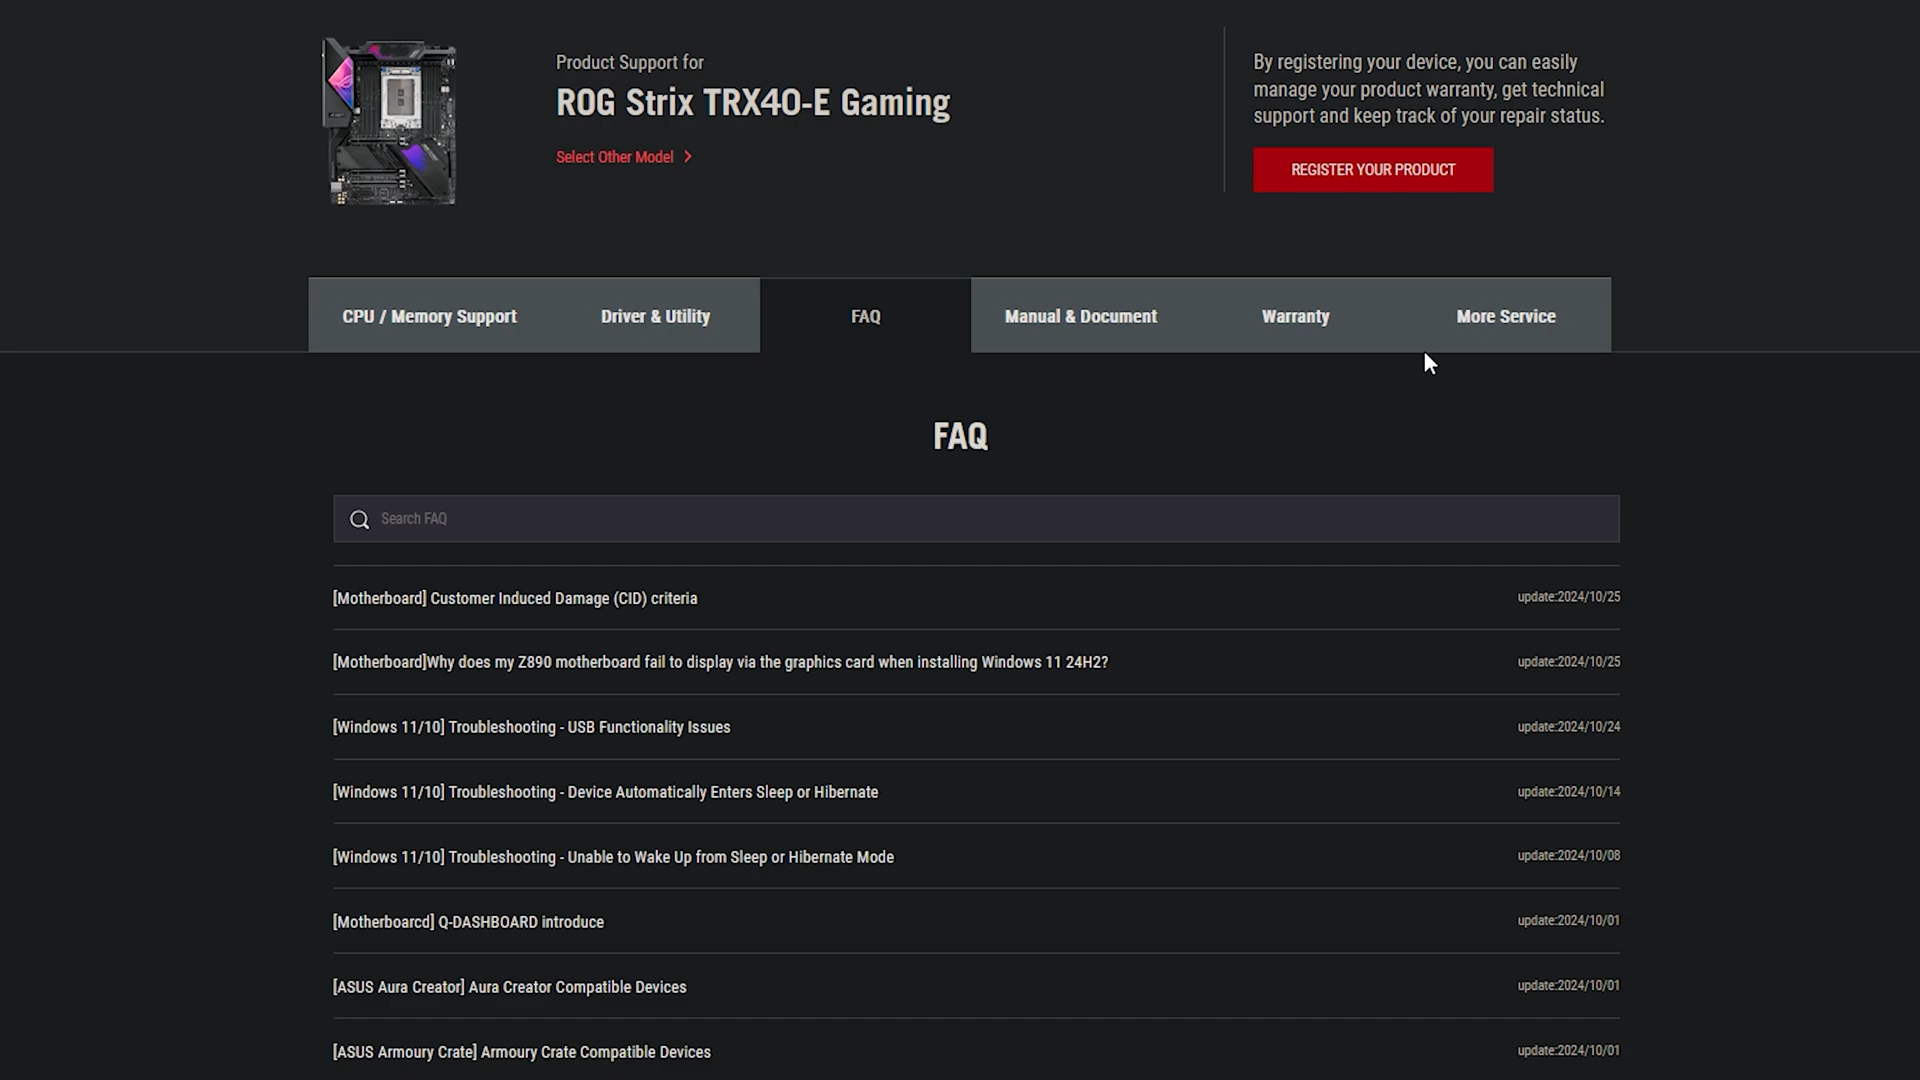 Product Support for
ROG Strix TRX40-E Gaming
Select Other Model
By registering your device, you can easily
manage your product warranty, get technical
support and keep track of your repair status.
REGISTER YOUR PRODUCT
CPU / Memory Support Driver & Utility FAQ Manual & Document Warranty More Service
FAQ
Search FAQ
[Motherboard] Customer Induced Damage (CID) criteria update:2024/10/25
[Motherboard]Why does my Z890 motherboard fail to display via the graphics card when installing Windows 11 24H2? update:2024/10/25
[Windows 11/10] Troubleshooting - USB Functionality Issues update:2024/10/24
[Windows 11/10] Troubleshooting - Device Automatically Enters Sleep or Hibernate update:2024/10/14
[Windows 11/10] Troubleshooting - Unable to Wake Up from Sleep or Hibernate Mode update:2024/10/08
[Motherboarcd] Q-DASHBOARD introduce update:2024/10/01
[ASUS Aura Creator] Aura Creator Compatible Devices update:2024/10/01
[ASUS Armoury Crate] Armoury Crate Compatible Devices update:2024/10/01